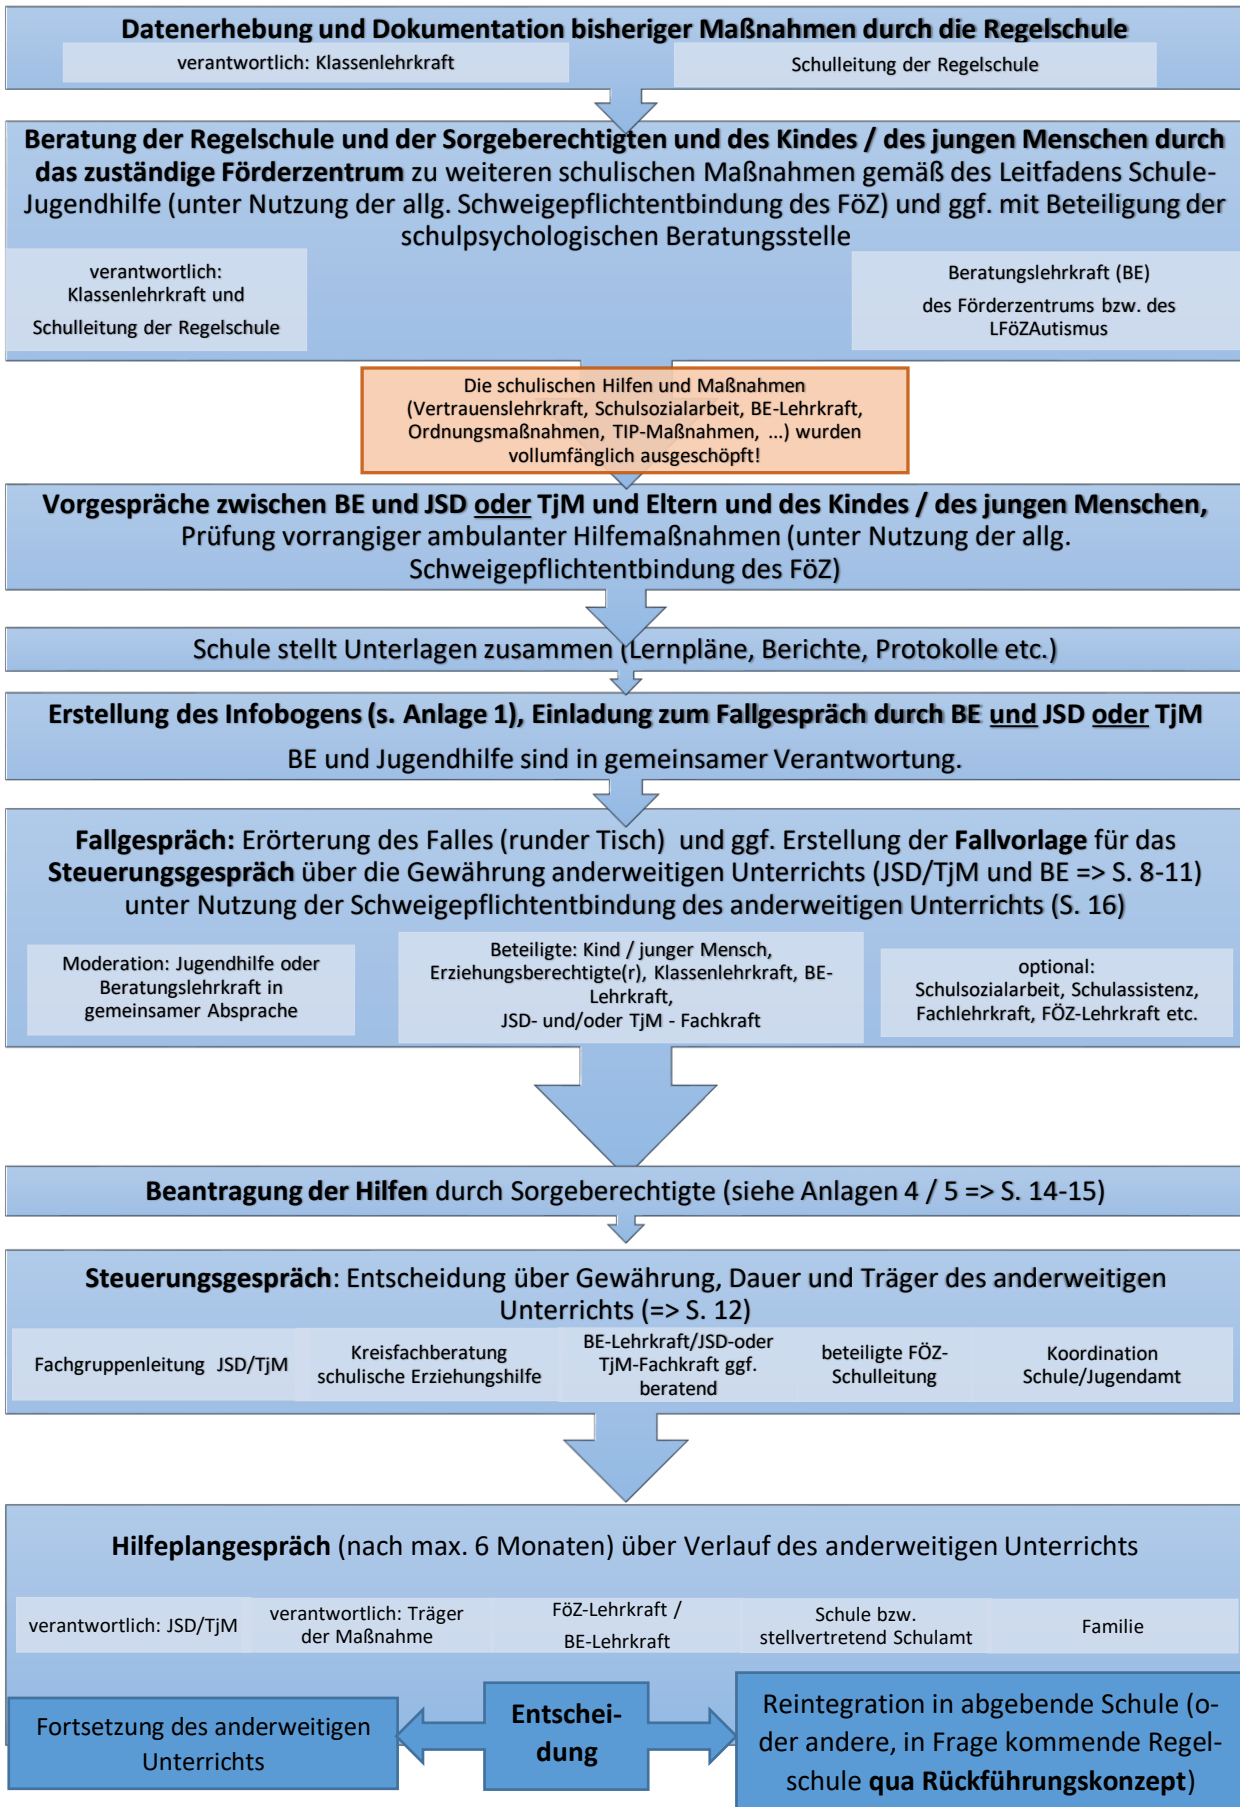 Datenerhebung und Dokumentation bisheriger Maßnahmen durch die Regelschule
verantwortlich: Klassenlehrkraft
Schulleitung der Regelschule
Beratung der Regelschule und der Sorgeberechtigten und des Kindes / des jungen Menschen durch
das zuständige Förderzentrum zu weiteren schulischen Maßnahmen gemäß des Leitfadens Schule-
Jugendhilfe (unter Nutzung der allg. Schweigepflichtentbindung des FöZ) und ggf. mit Beteiligung der
schulpsychologischen Beratungsstelle
verantwortlich:
Klassenlehrkraft und
Schulleitung der Regelschule
Beratungslehrkraft (BE)
des Förderzentrums bzw. des
LFöZAutismus
Die schulischen Hilfen und Maßnahmen
(Vertrauenslehrkraft, Schulsozialarbeit, BE-Lehrkraft,
Ordnungsmaßnahmen, TIP-Maßnahmen, ...) wurden
vollumfänglich ausgeschöpft!
Vorgespräche zwischen BE und JSD oder TjM und Eltern und des Kindes / des jungen Menschen,
Prüfung vorrangiger ambulanter Hilfemaßnahmen (unter Nutzung der allg.
Schweigepflichtentbindung des FöZ)
Schule stellt Unterlagen zusammen (Lernpläne, Berichte, Protokolle etc.)
Erstellung des Infobogens (s. Anlage 1), Einladung zum Fallgespräch durch BE und JSD oder TjM
BE und Jugendhilfe sind in gemeinsamer Verantwortung.
Fallgespräch: Erörterung des Falles (runder Tisch) und ggf. Erstellung der Fallvorlage für das
Steuerungsgespräch über die Gewährung anderweitigen Unterrichts (JSD/TjM und BE => S. 8-11)
unter Nutzung der Schweigepflichtentbindung des anderweitigen Unterrichts (S. 16)
Moderation: Jugendhilfe oder
Beratungslehrkraft in
gemeinsamer Absprache
Beteiligte: Kind / junger Mensch,
Erziehungsberechtigte(r), Klassenlehrkraft, BE-
Lehrkraft,
JSD- und/oder TjM - Fachkraft
optional:
Schulsozialarbeit, Schulassistenz,
Fachlehrkraft, FÖZ-Lehrkraft etc.
Beantragung der Hilfen durch Sorgeberechtigte (siehe Anlagen 4 / 5 => S. 14-15)
Steuerungsgespräch: Entscheidung über Gewährung, Dauer und Träger des anderweitigen
Unterrichts (=> S. 12)
Fachgruppenleitung JSD/TjM
Kreisfachberatung
schulische Erziehungshilfe
BE-Lehrkraft/JSD-oder
TjM-Fachkraft ggf.
beratend
beteiligte FÖZ-
Schulleitung
Koordination
Schule/Jugendamt
Hilfeplangespräch (nach max. 6 Monaten) über Verlauf des anderweitigen Unterrichts
verantwortlich: JSD/TjM
verantwortlich: Träger
der Maßnahme
FöZ-Lehrkraft /
BE-Lehrkraft
Schule bzw.
stellvertretend Schulamt
Familie
Fortsetzung des anderweitigen
Unterrichts
Entschei-
dung
Reintegration in abgebende Schule (o-
der andere, in Frage kommende Regel-
schule qua Rückführungskonzept)